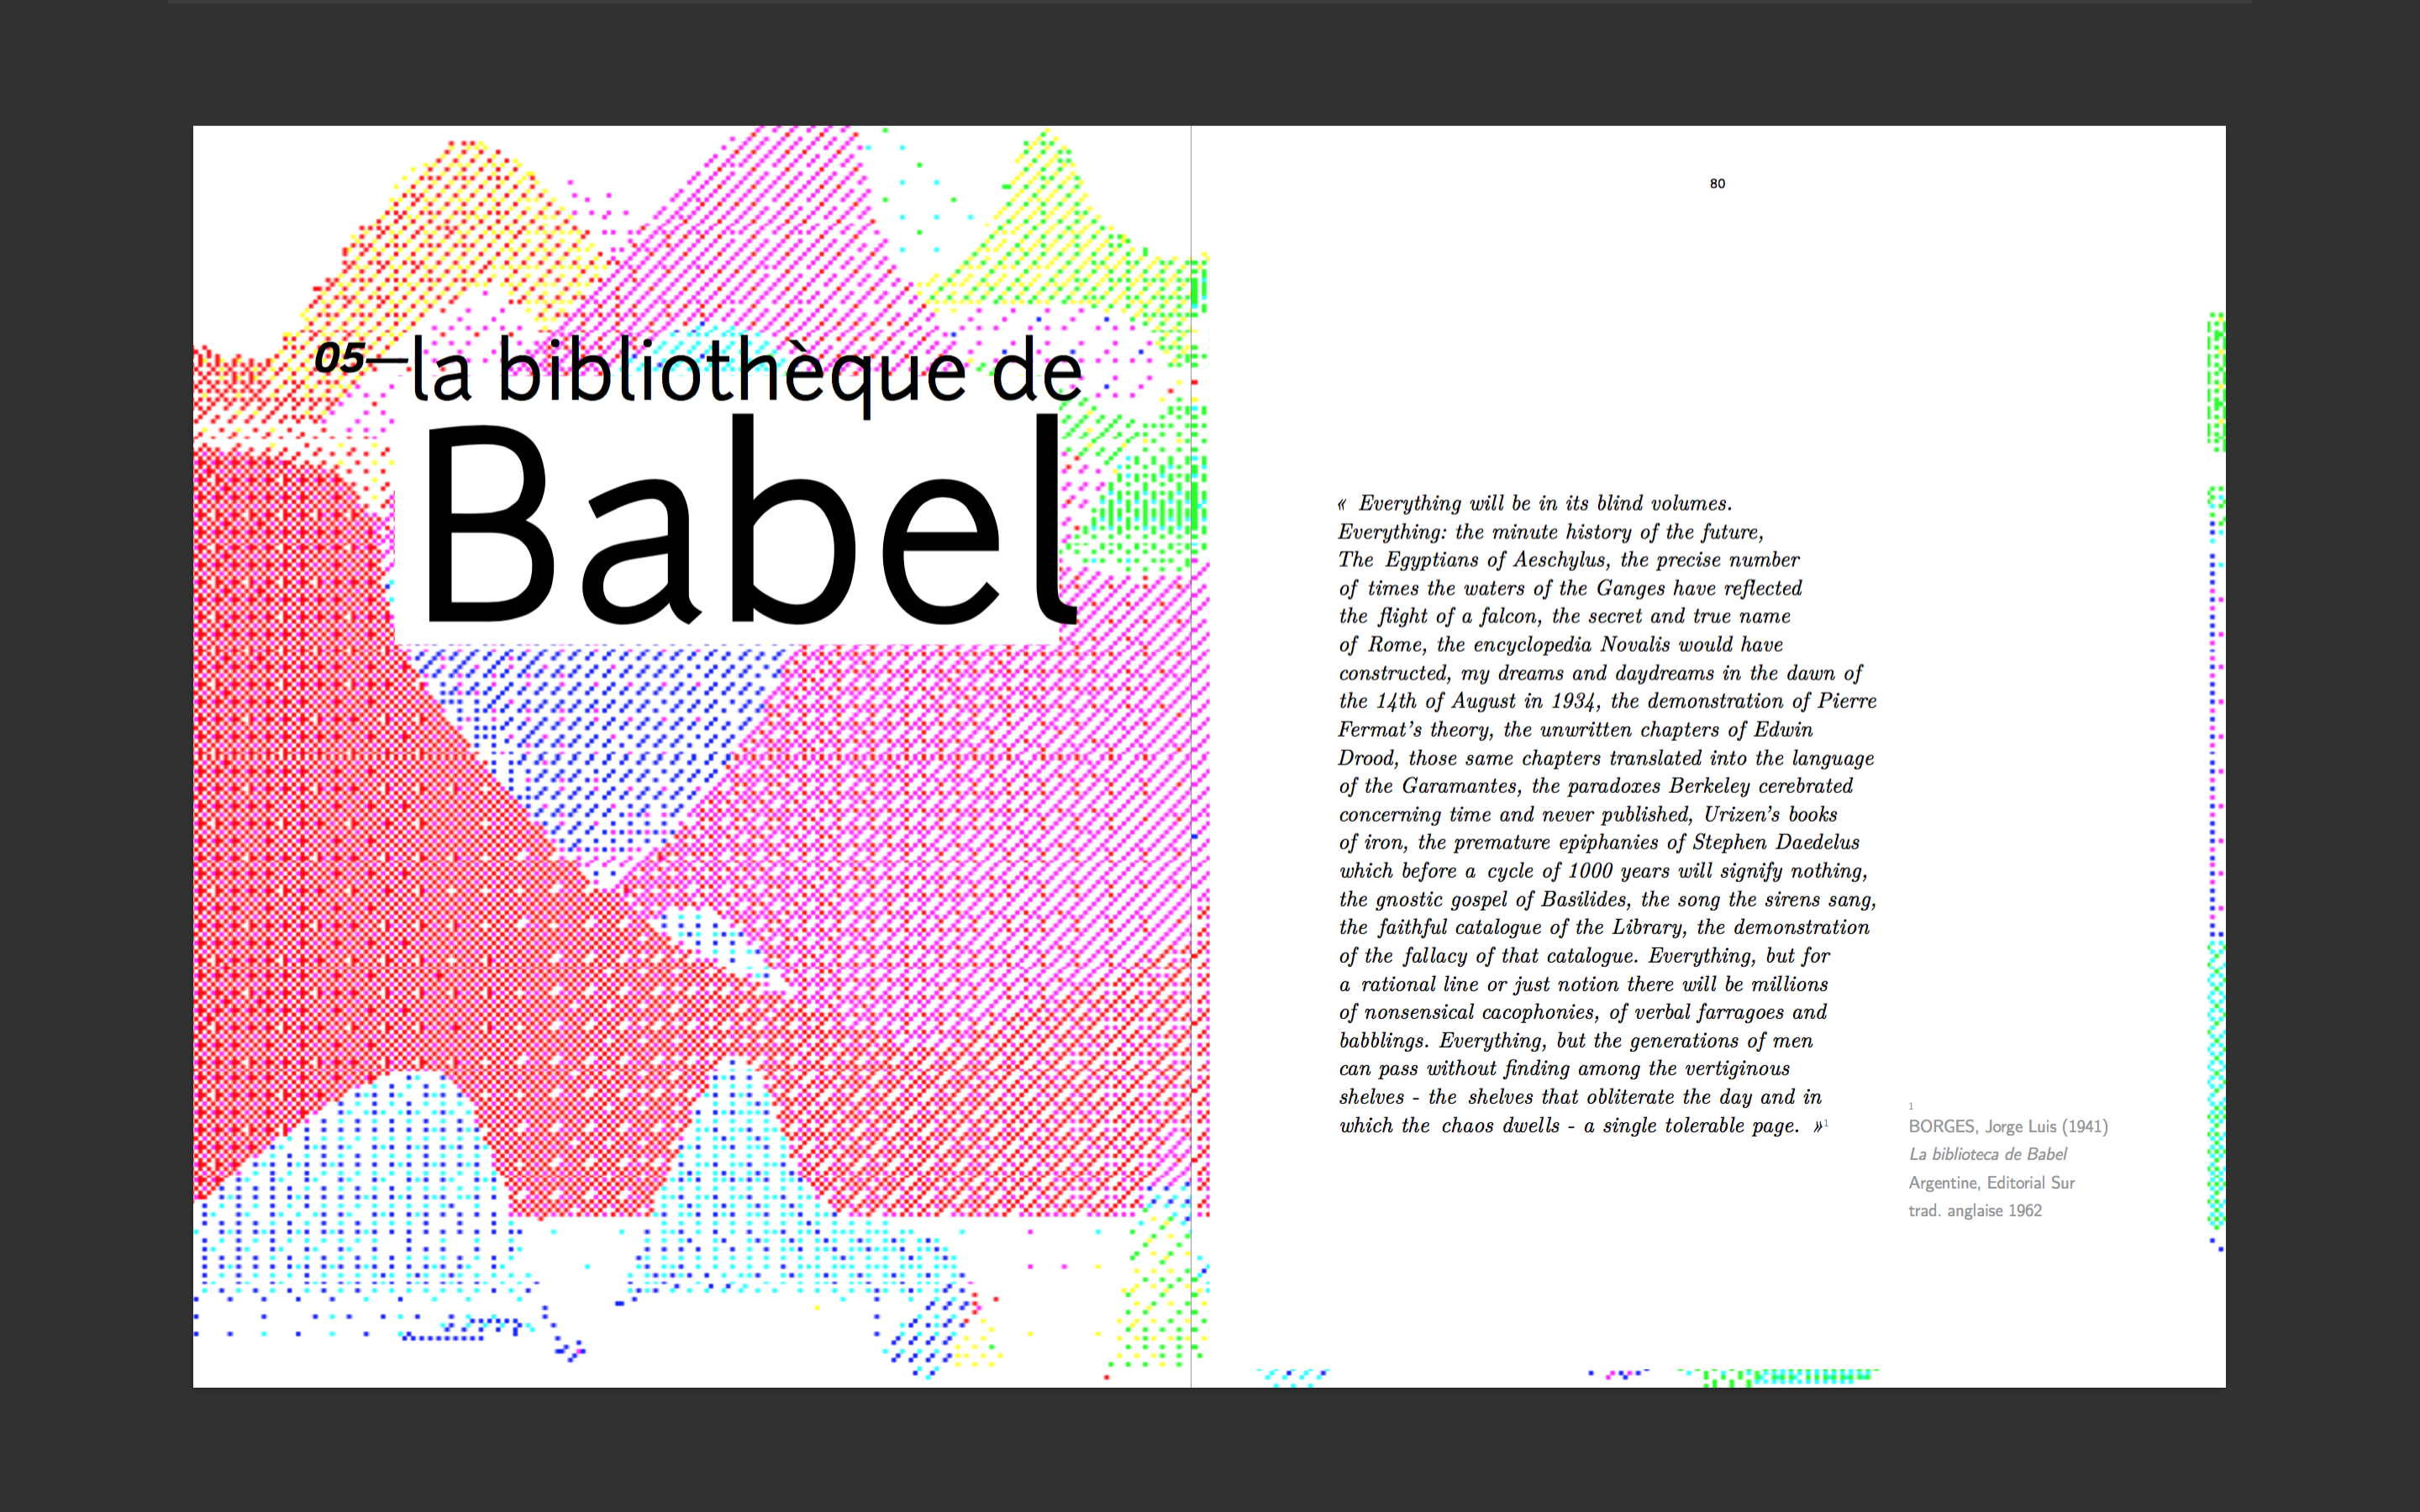 05—la bibliothèque de
Babel
80
« Everything will be in its blind volumes.
Everything: the minute history of the future,
The Egyptians of Aeschylus, the precise number
of times the waters of the Ganges have reflected
the flight of a falcon, the secret and true name
of Rome, the encyclopedia Novalis would have
constructed, my dreams and daydreams in the dawn of
the 14th of August in 1934, the demonstration of Pierre
Fermat's theory, the unwritten chapters of Edwin
Drood, those same chapters translated into the language
of the Garamantes, the paradoxes Berkeley cerebrated
concerning time and never published, Urizen's books
of iron, the premature epiphanies of Stephen Daedelus
which before a cycle of 1000 years will signify nothing,
the gnostic gospel of Basilides, the song the sirens sang,
the faithful catalogue of the Library, the demonstration
of the fallacy of that catalogue. Everything, but for
a rational line or just notion there will be millions
of nonsensical cacophonies, of verbal farragoes and
babblings. Everything, but the generations of men
can pass without finding among the vertiginous
shelves - the shelves that obliterate the day and in
which the chaos dwells - a single tolerable page. »1
1
BORGES, Jorge Luis (1941)
La biblioteca de Babel
Argentine, Editorial Sur
trad. anglaise 1962